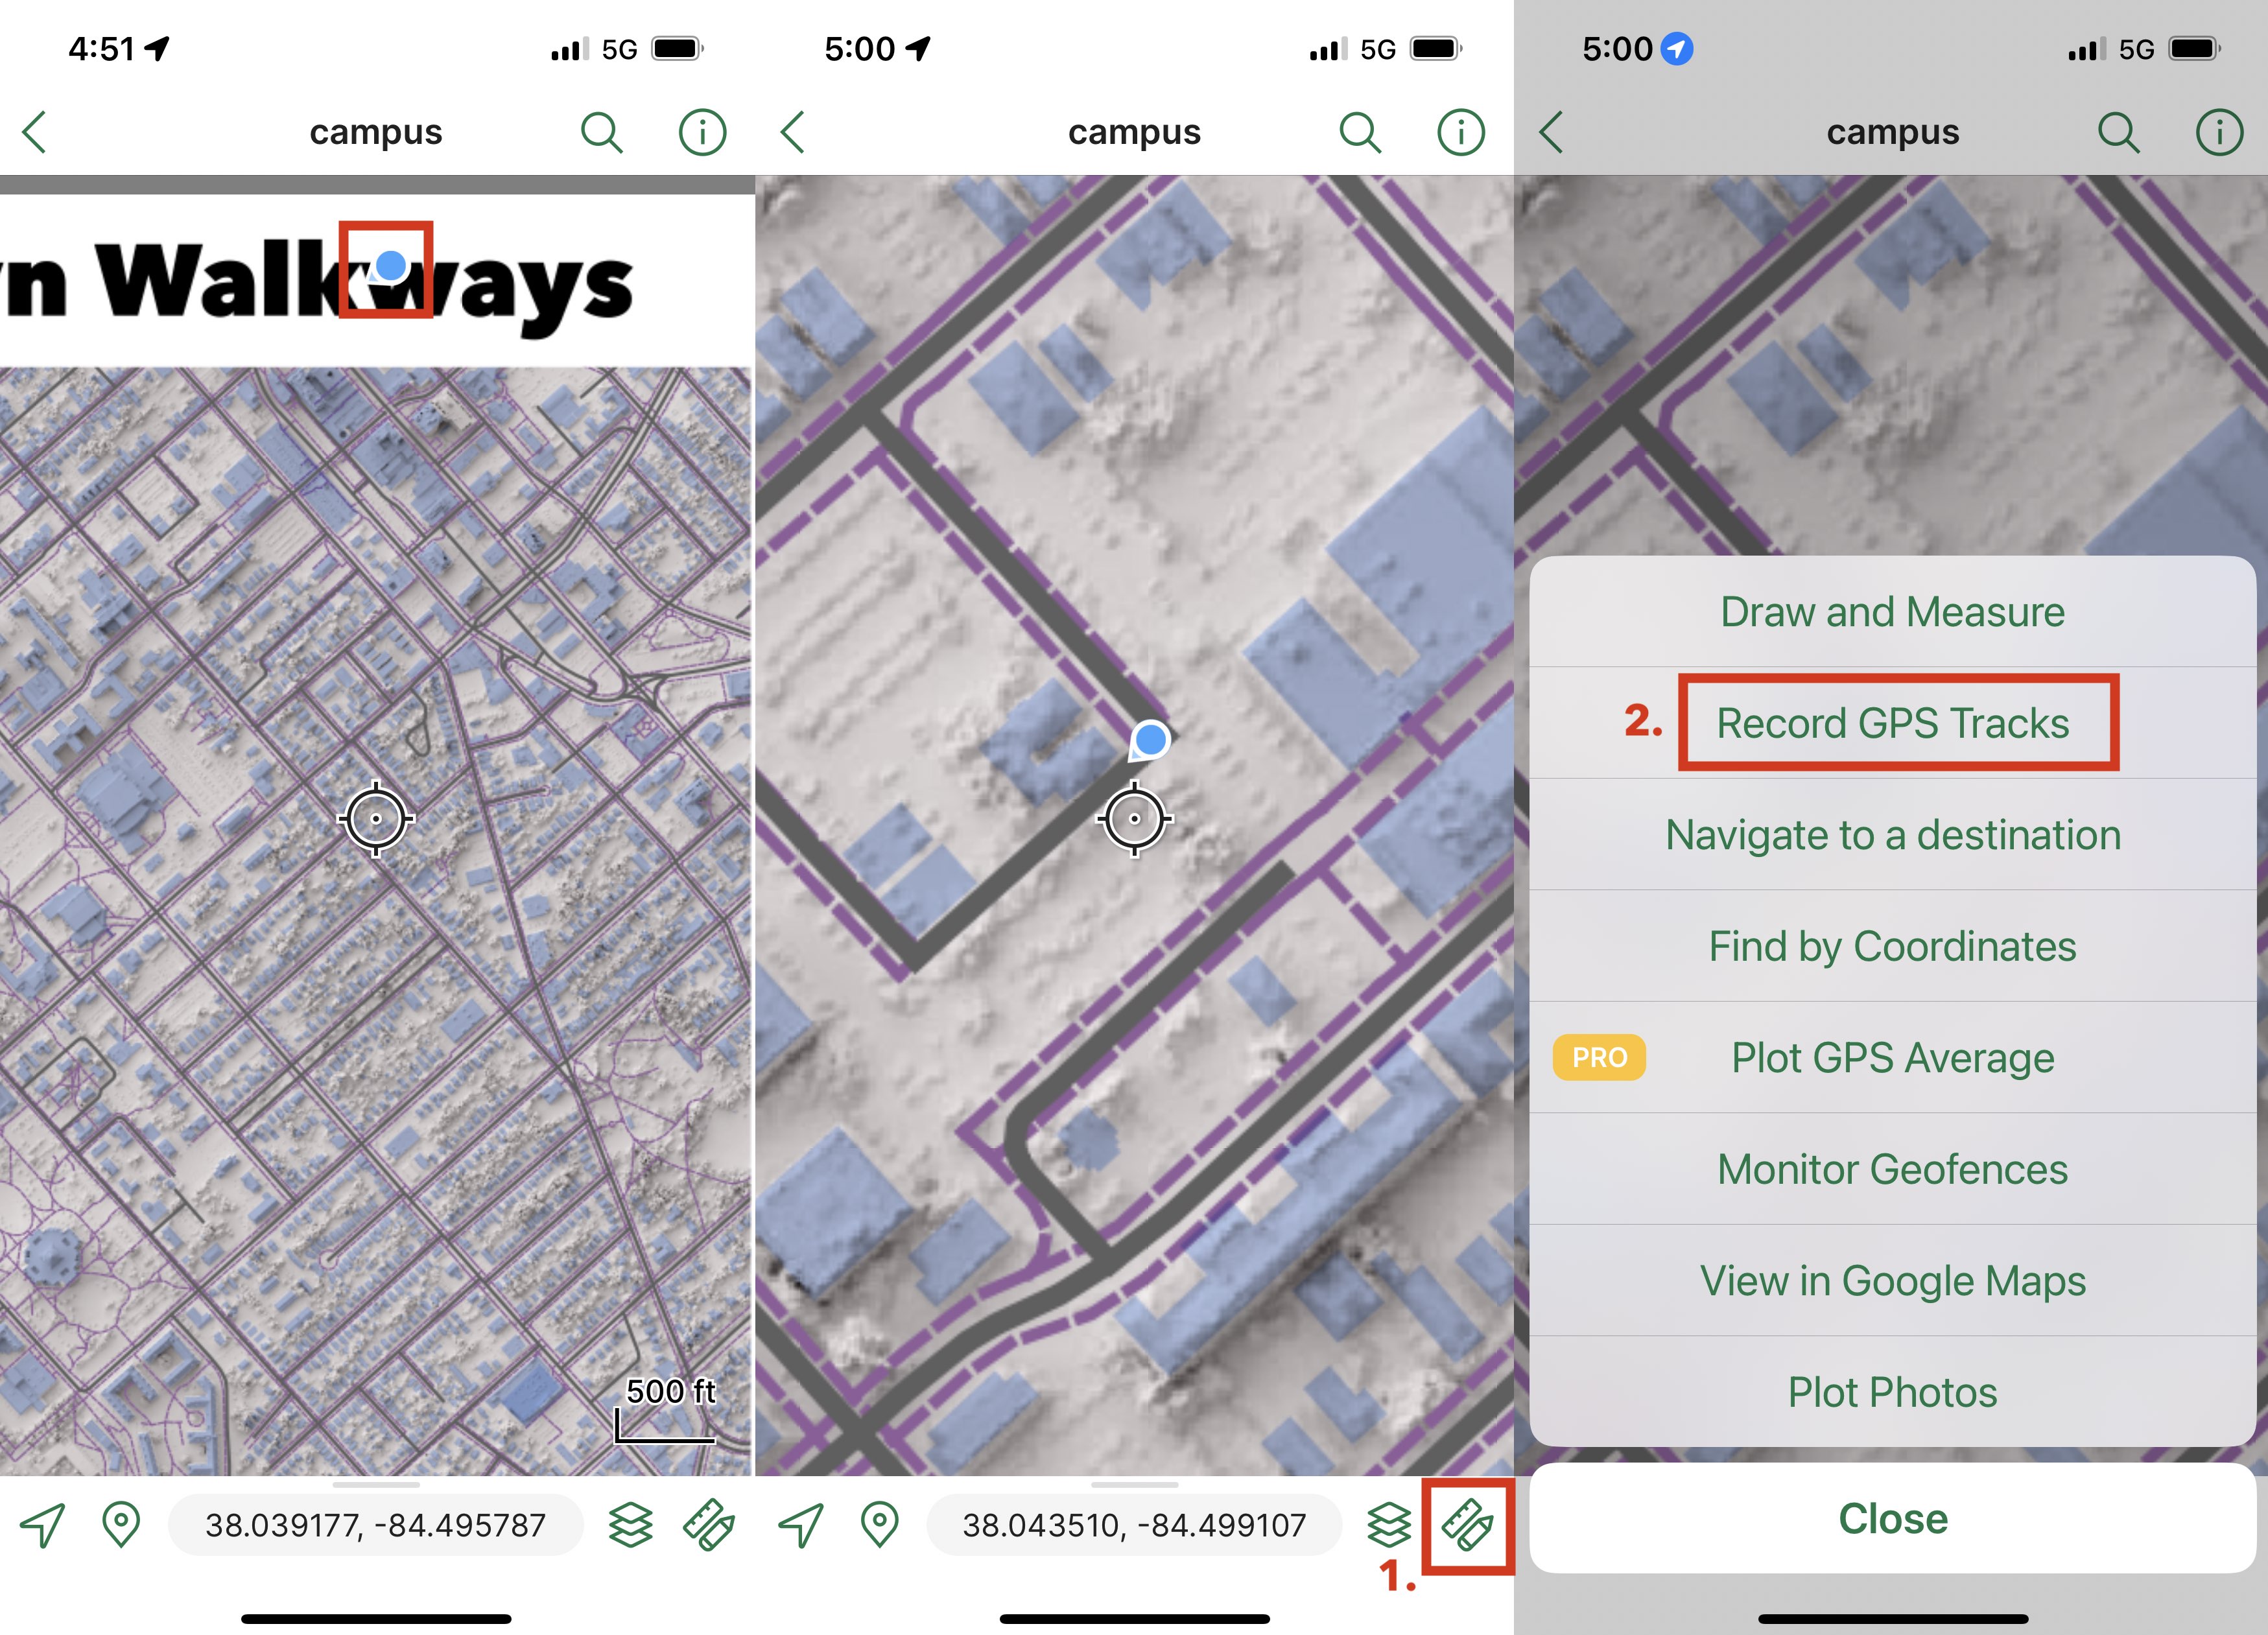 4:51
5G
campus
n Walkways
500 ft
38.039177, -84.495787
5:00
5G
campus
38.043510, -84.499107
1.
5:00
5G
campus
Draw and Measure
2. Record GPS Tracks
Navigate to a destination
Find by Coordinates
PRO Plot GPS Average
Monitor Geofences
View in Google Maps
Plot Photos
Close